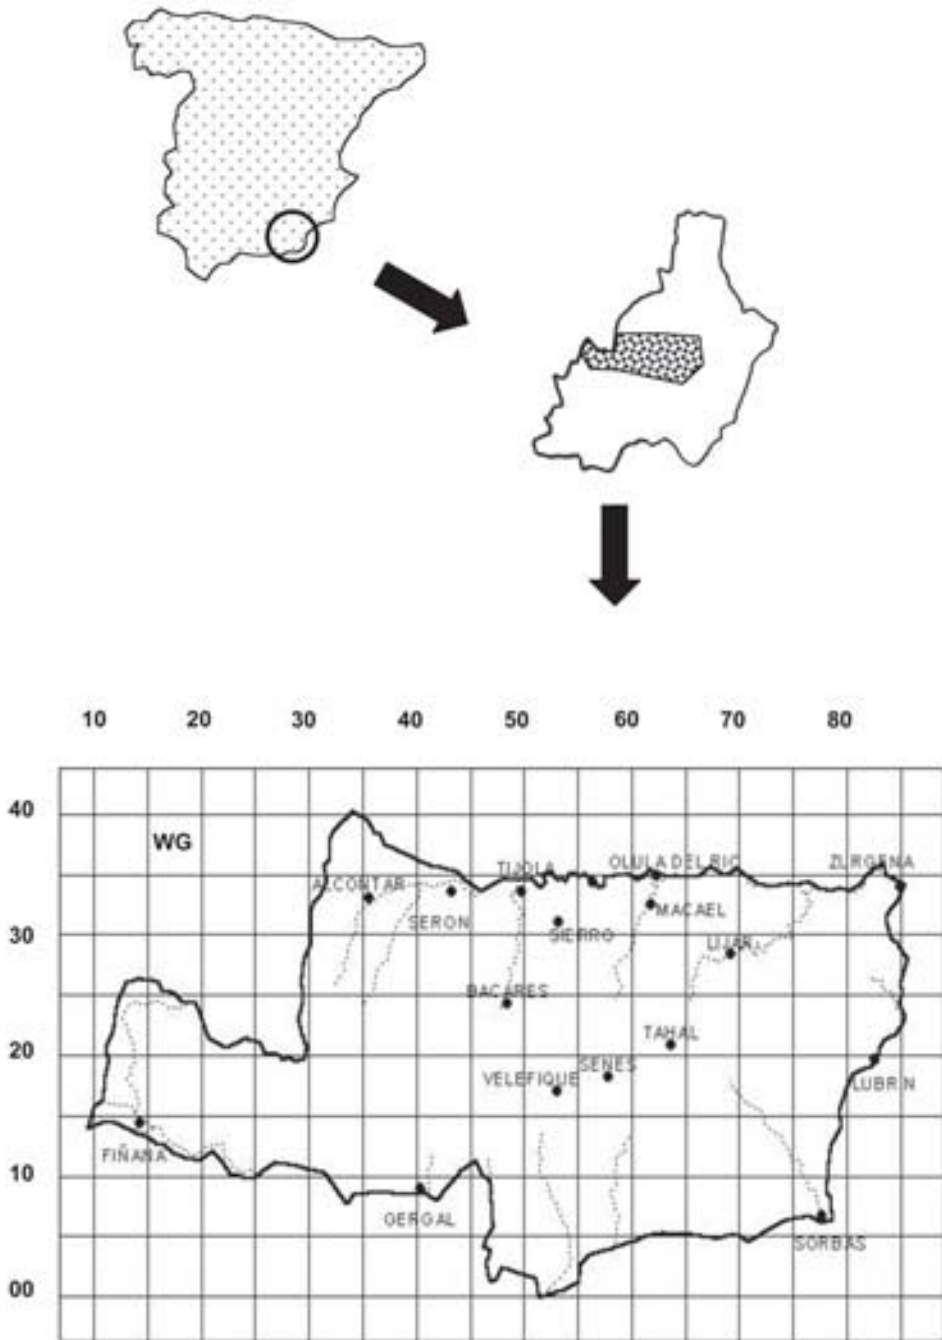 10 20 30 40 50 60 70 80
40
WG
TIJOLA OLULA DEL RIO ZURGENA
ALCONTAR
MACAEL
SERON
SIERRO
30
LIJAR
BACARES
TAHAL
20
SENES
VELEFIQUE
LUBRIN
FIÑANA
10
GERGAL
SORBAS
00